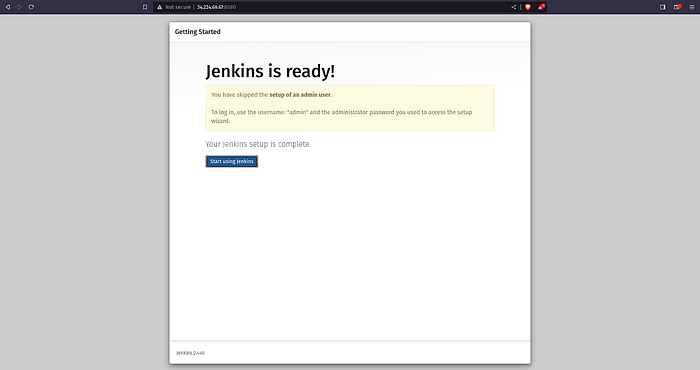 Not secure | 34.224.69.67:8080
Getting Started
Jenkins is ready!
You have skipped the setup of an admin user.
To log in, use the username: "admin" and the administrator password you used to access the setup
wizard.
Your Jenkins setup is complete.
Start using Jenkins
Jenkins 2.440